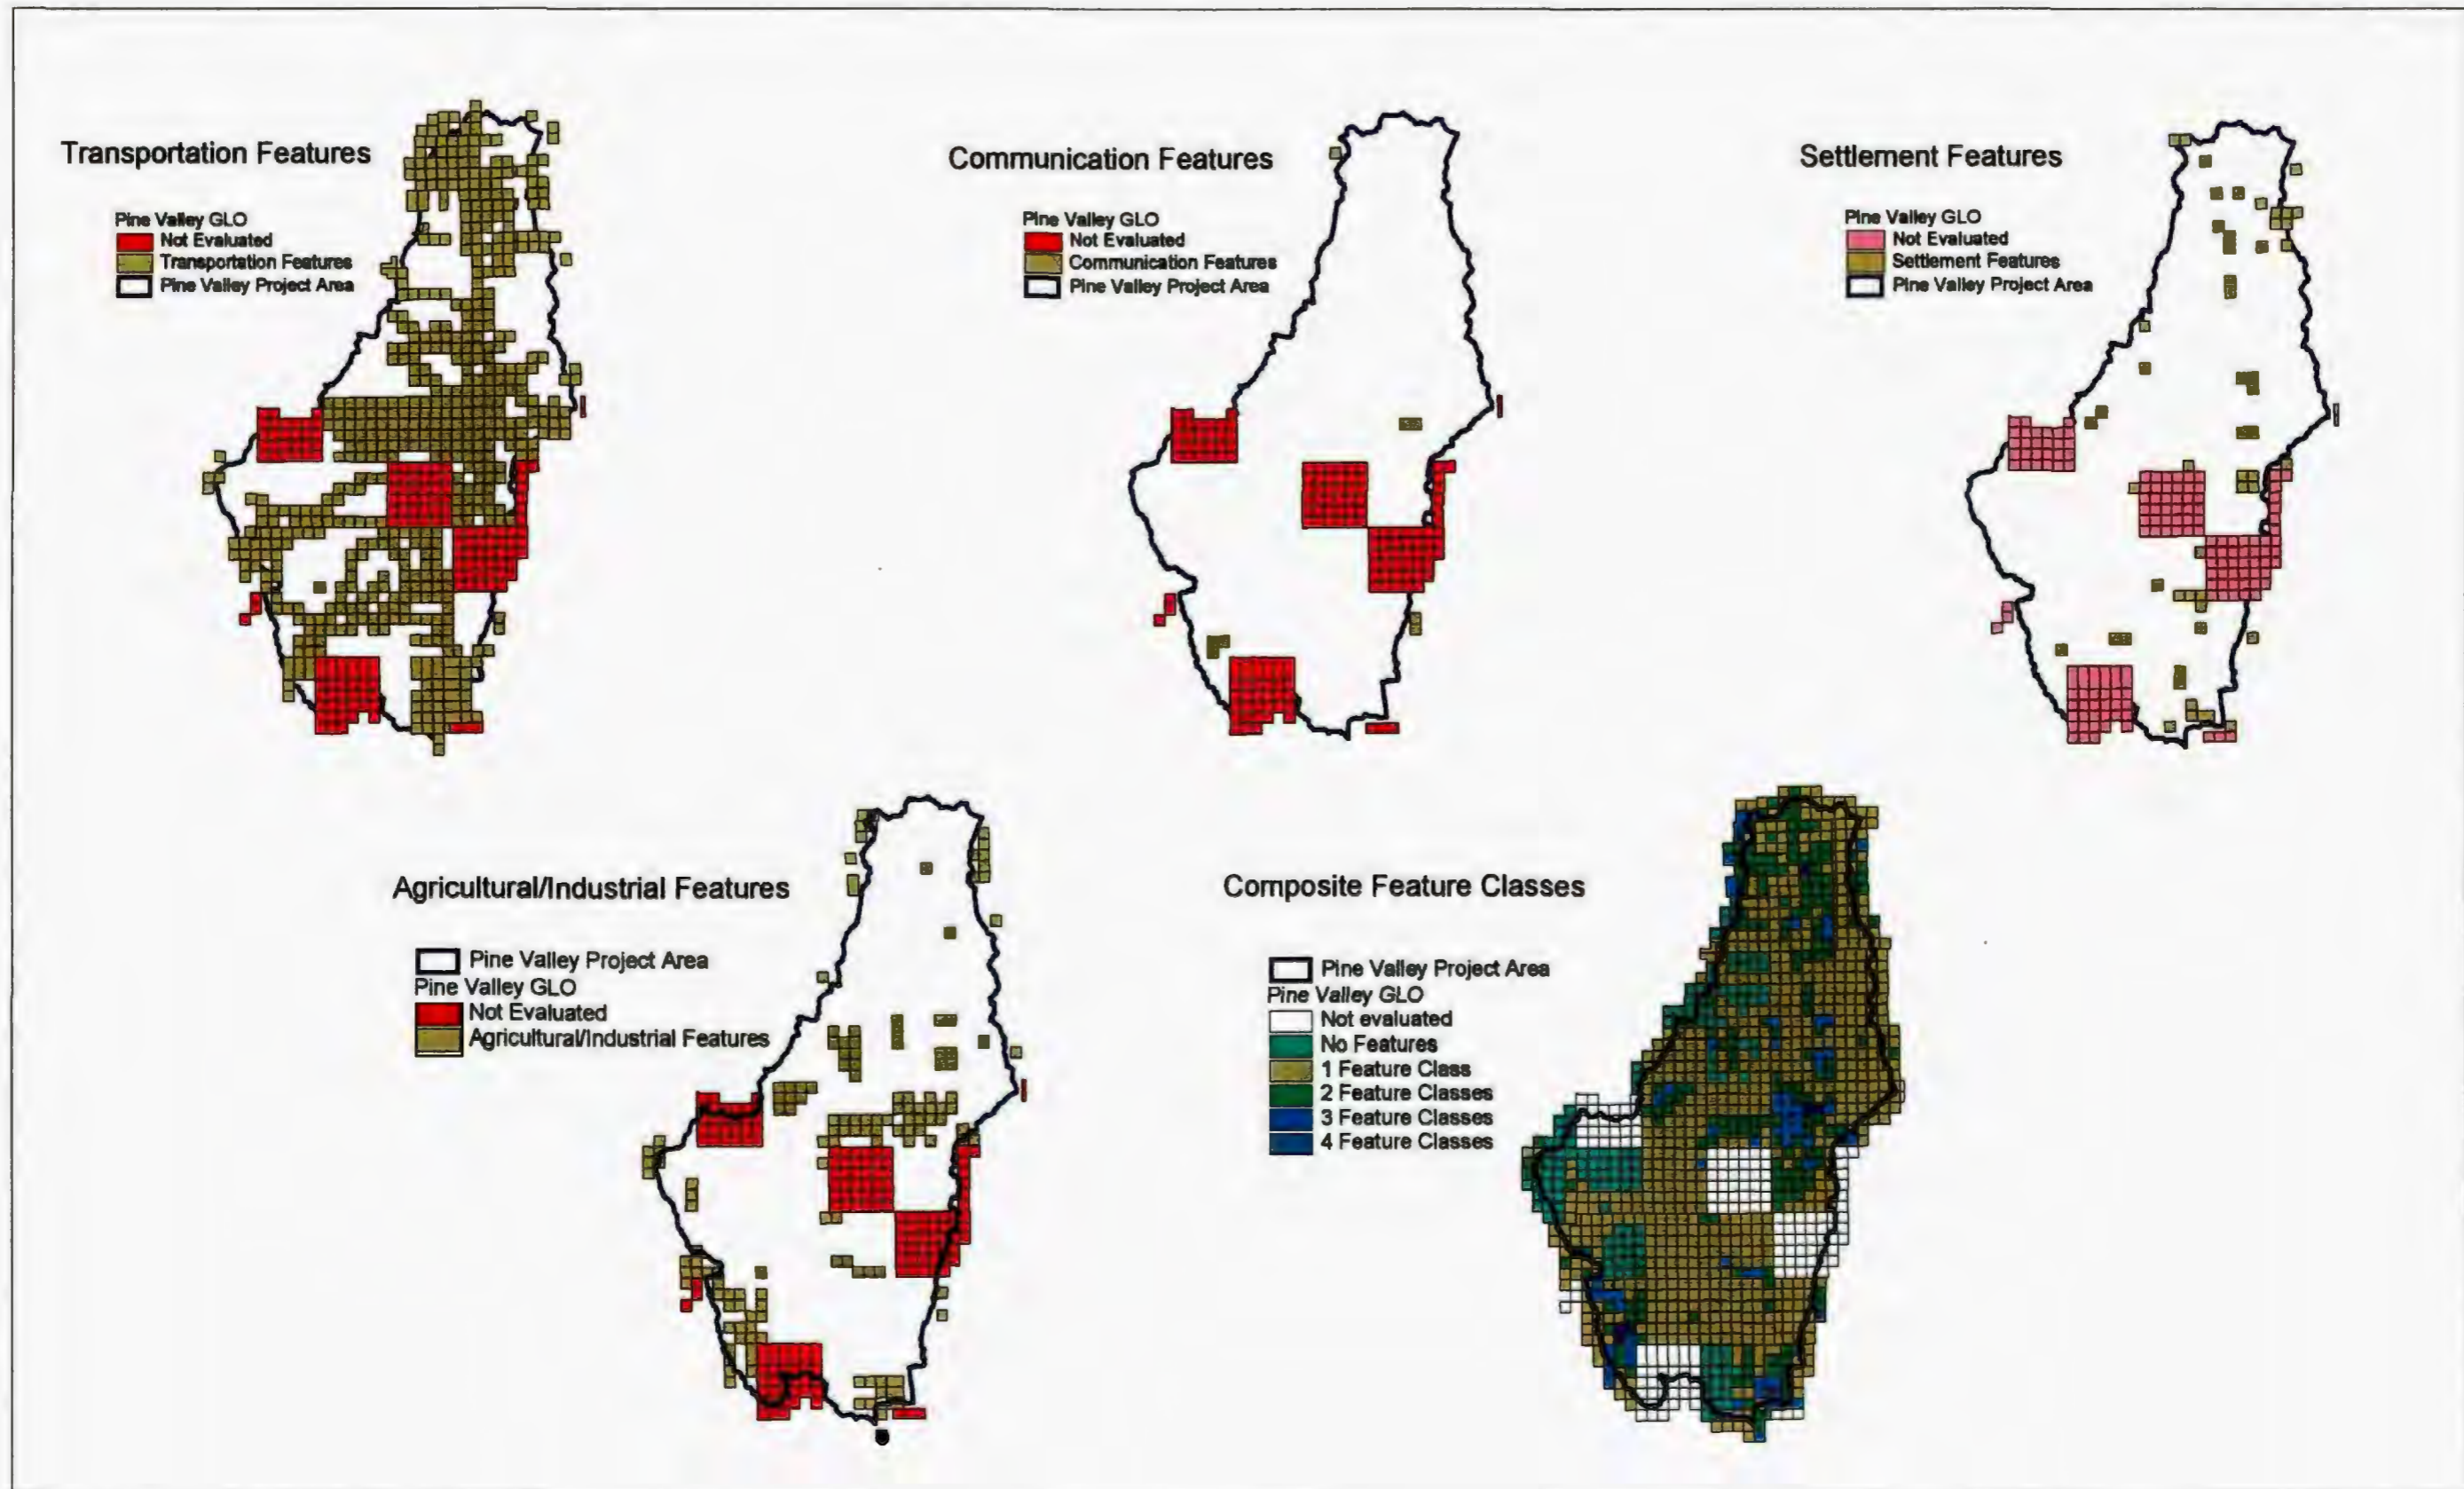 Transportation Features
Pine Valley GLO
Not Evaluated
Transportation Features
Pine Valley Project Area
Communication Features
Pine Valley GLO
Not Evaluated
Communication Features
Pine Valley Project Area
Settlement Features
Pine Valley GLO
Not Evaluated
Settlement Features
Pine Valley Project Area
Agricultural/Industrial Features
Pine Valley Project Area
Pine Valley GLO
Not Evaluated
Agricultural/Industrial Features
Composite Feature Classes
Pine Valley Project Area
Pine Valley GLO
Not evaluated
No Features
1 Feature Class
2 Feature Classes
3 Feature Classes
4 Feature Classes